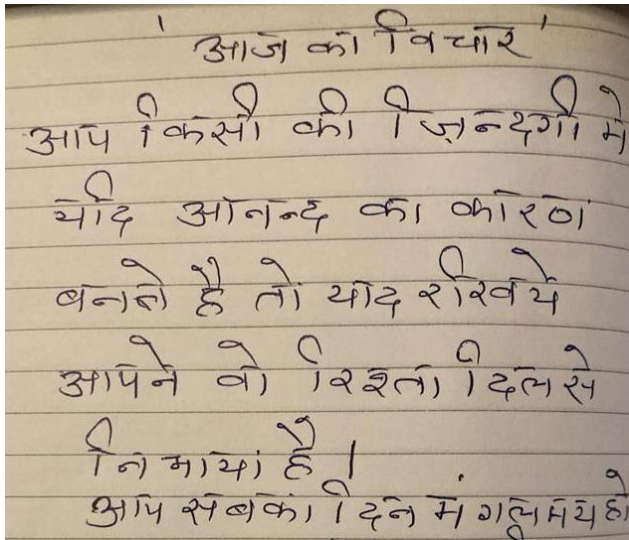 'आज का विचार'
आप किसी की ज़िन्दगी मे
यदि आनन्द का कारण
बनते है तो याद रखिये
आपने वो रिश्ता दिल से
निभाया है।
आप सबका दिन मंगलमय हो